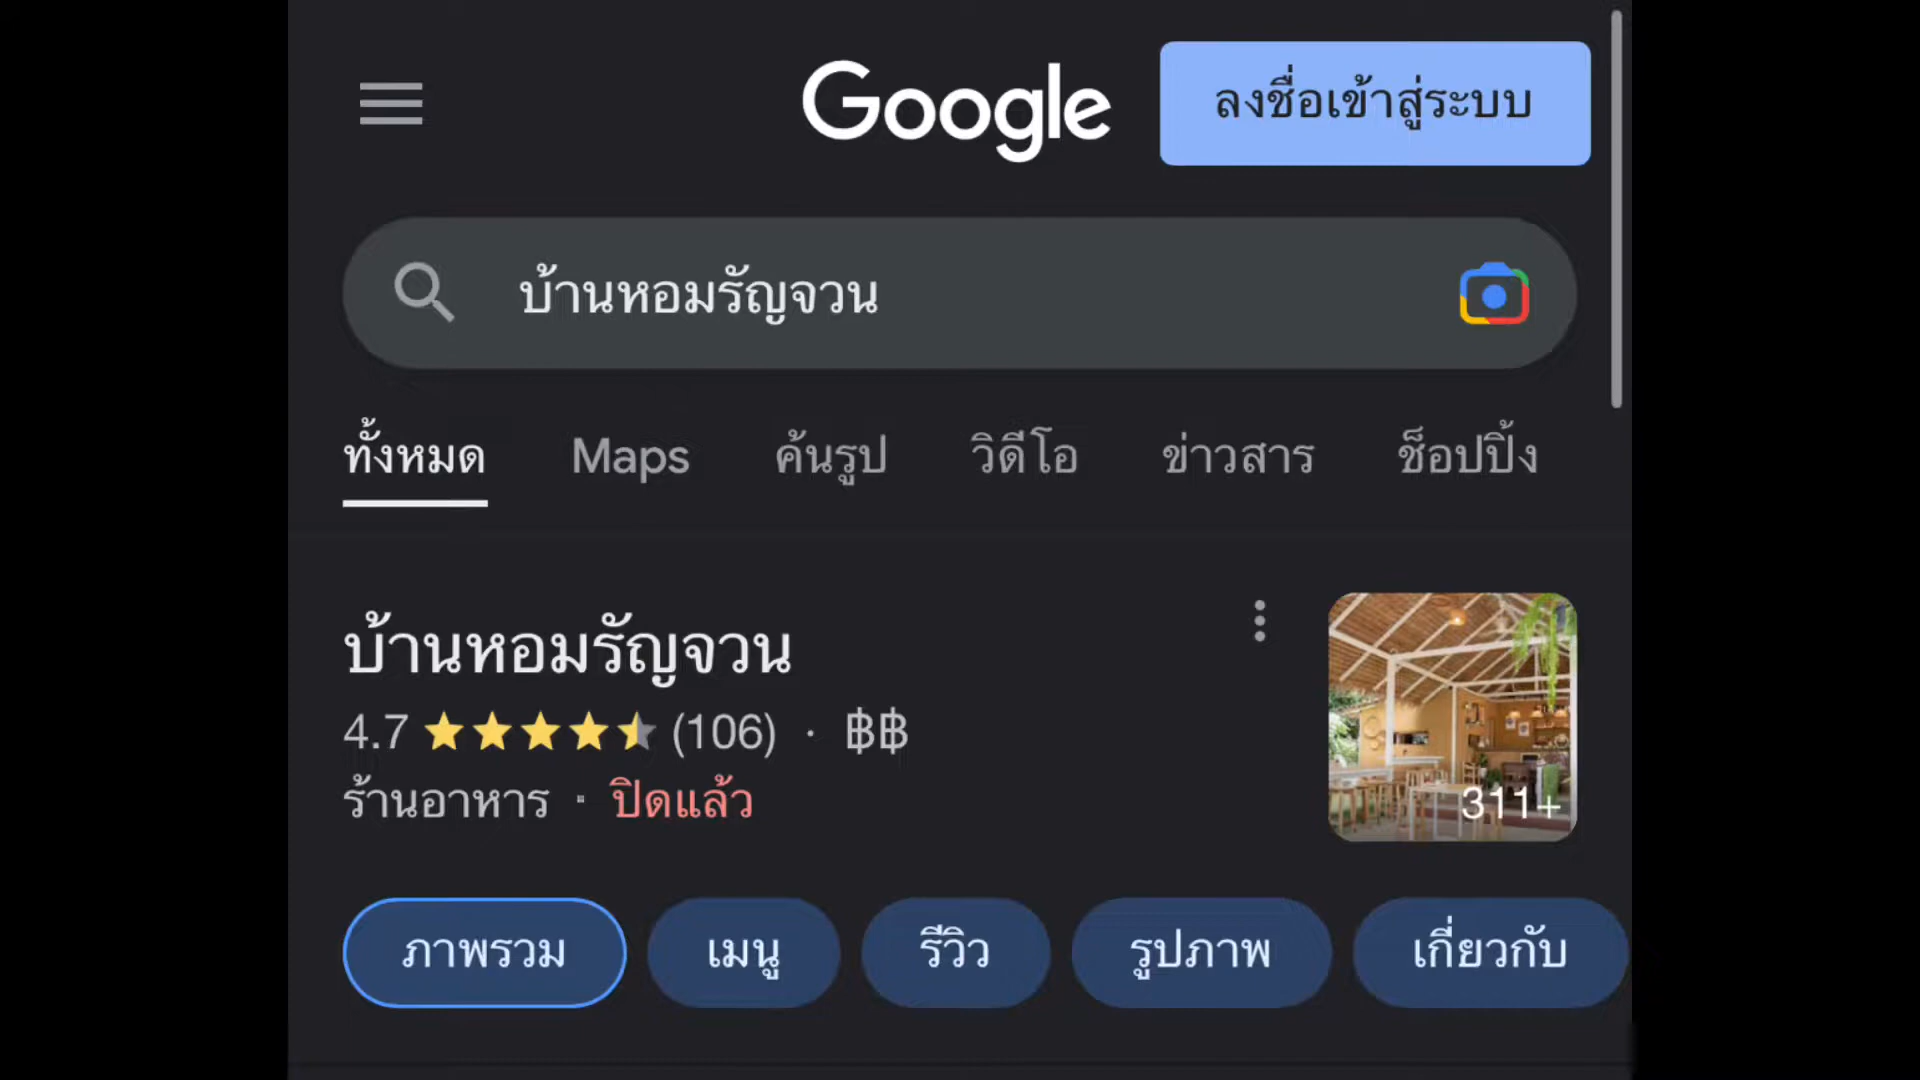 Google
ลงชื่อเข้าสู่ระบบ
บ้านหอมรัญจวน
ทั้งหมด Maps ค้นรูป วิดีโอ ข่าวสาร ช็อปปิ้ง
บ้านหอมรัญจวน
4.7 (106) · ฿฿
ร้านอาหาร · ปิดแล้ว
311+
ภาพรวม เมนู รีวิว รูปภาพ เกี่ยวกับ